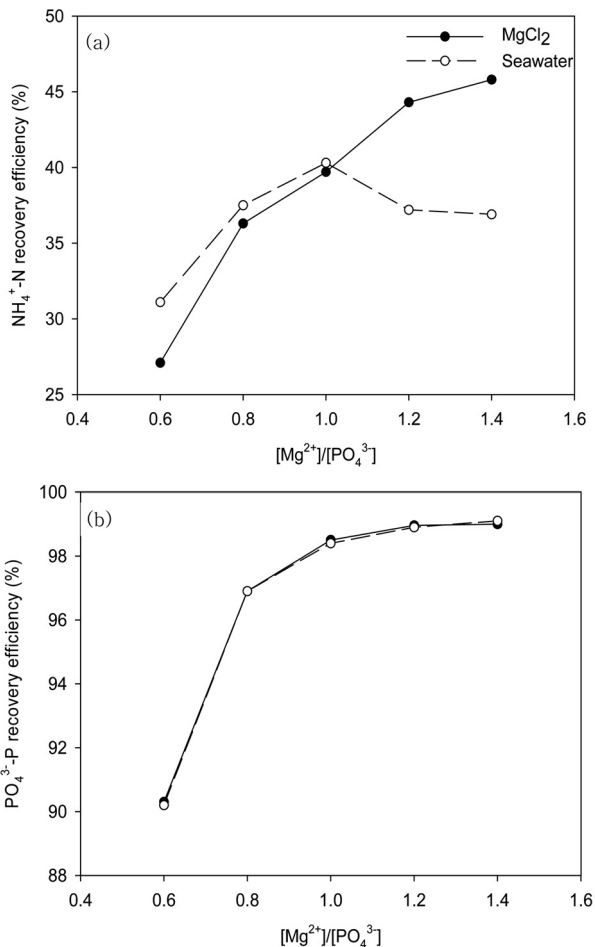 50
(a)
MgCl2
Seawater
45
40
35
30
25
NH4+-N recovery efficiency (%)
0.4 0.6 0.8 1.0 1.2 1.4 1.6
[Mg2+]/[PO43-]
100
(b)
98
96
94
92
90
88
PO43--P recovery efficiency (%)
0.4 0.6 0.8 1.0 1.2 1.4 1.6
[Mg2+]/[PO43-]